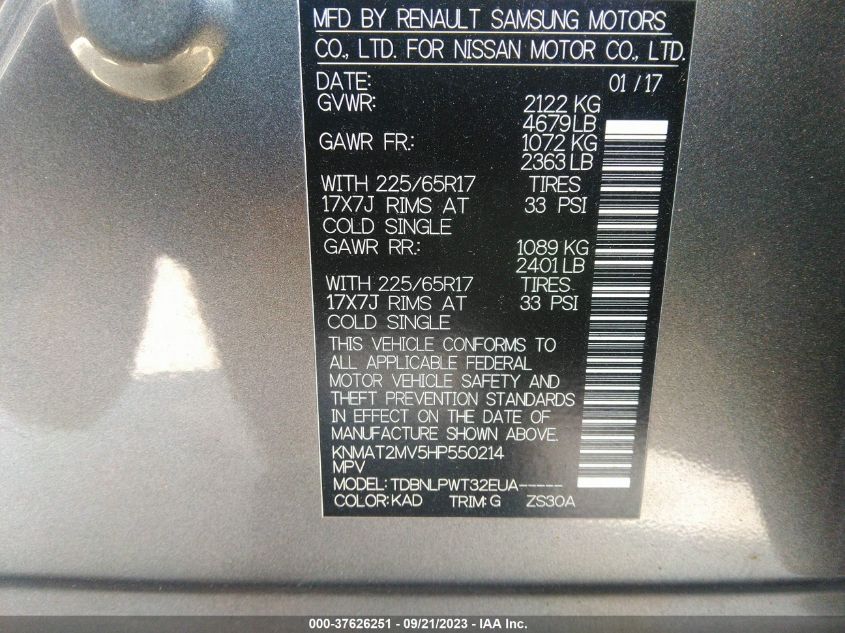 MFD BY RENAULT SAMSUNG MOTORS
CO., LTD. FOR NISSAN MOTOR CO., LTD.
DATE: 01 / 17
GVWR: 2122 KG
4679 LB
GAWR FR.: 1072 KG
2363 LB
WITH 225/65R17 TIRES
17X7J RIMS AT 33 PSI
COLD SINGLE
GAWR RR.: 1089 KG
2401 LB
WITH 225/65R17 TIRES
17X7J RIMS AT 33 PSI
COLD SINGLE
THIS VEHICLE CONFORMS TO
ALL APPLICABLE FEDERAL
MOTOR VEHICLE SAFETY AND
THEFT PREVENTION STANDARDS
IN EFFECT ON THE DATE OF
MANUFACTURE SHOWN ABOVE.
KNMAT2MV5HP550214
MPV
MODEL: TDBNLPWT32EUA-----
COLOR: KAD TRIM: G ZS30A
000-37626251 - 09/21/2023 - IAA Inc.